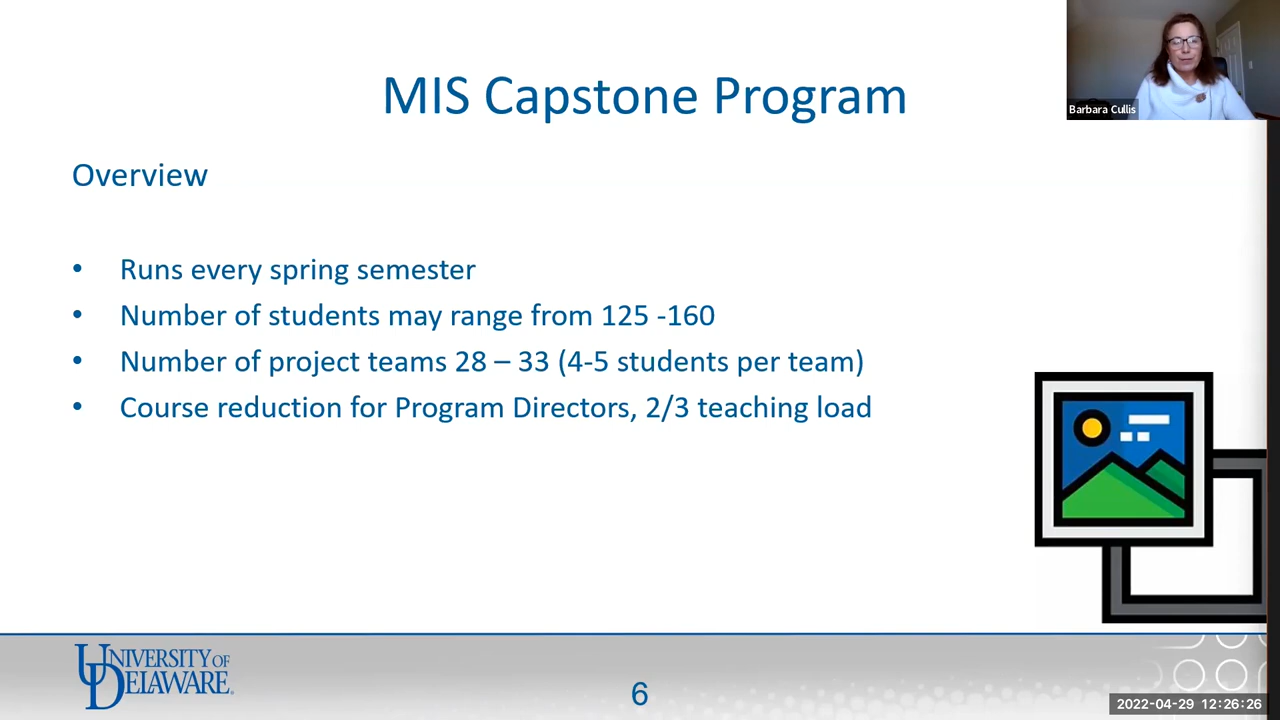 MIS Capstone Program
Barbara Cullis
Overview
• Runs every spring semester
• Number of students may range from 125 -160
• Number of project teams 28 – 33 (4-5 students per team)
• Course reduction for Program Directors, 2/3 teaching load
UNIVERSITY OF
DELAWARE.
6
2022-04-29 12:26:26